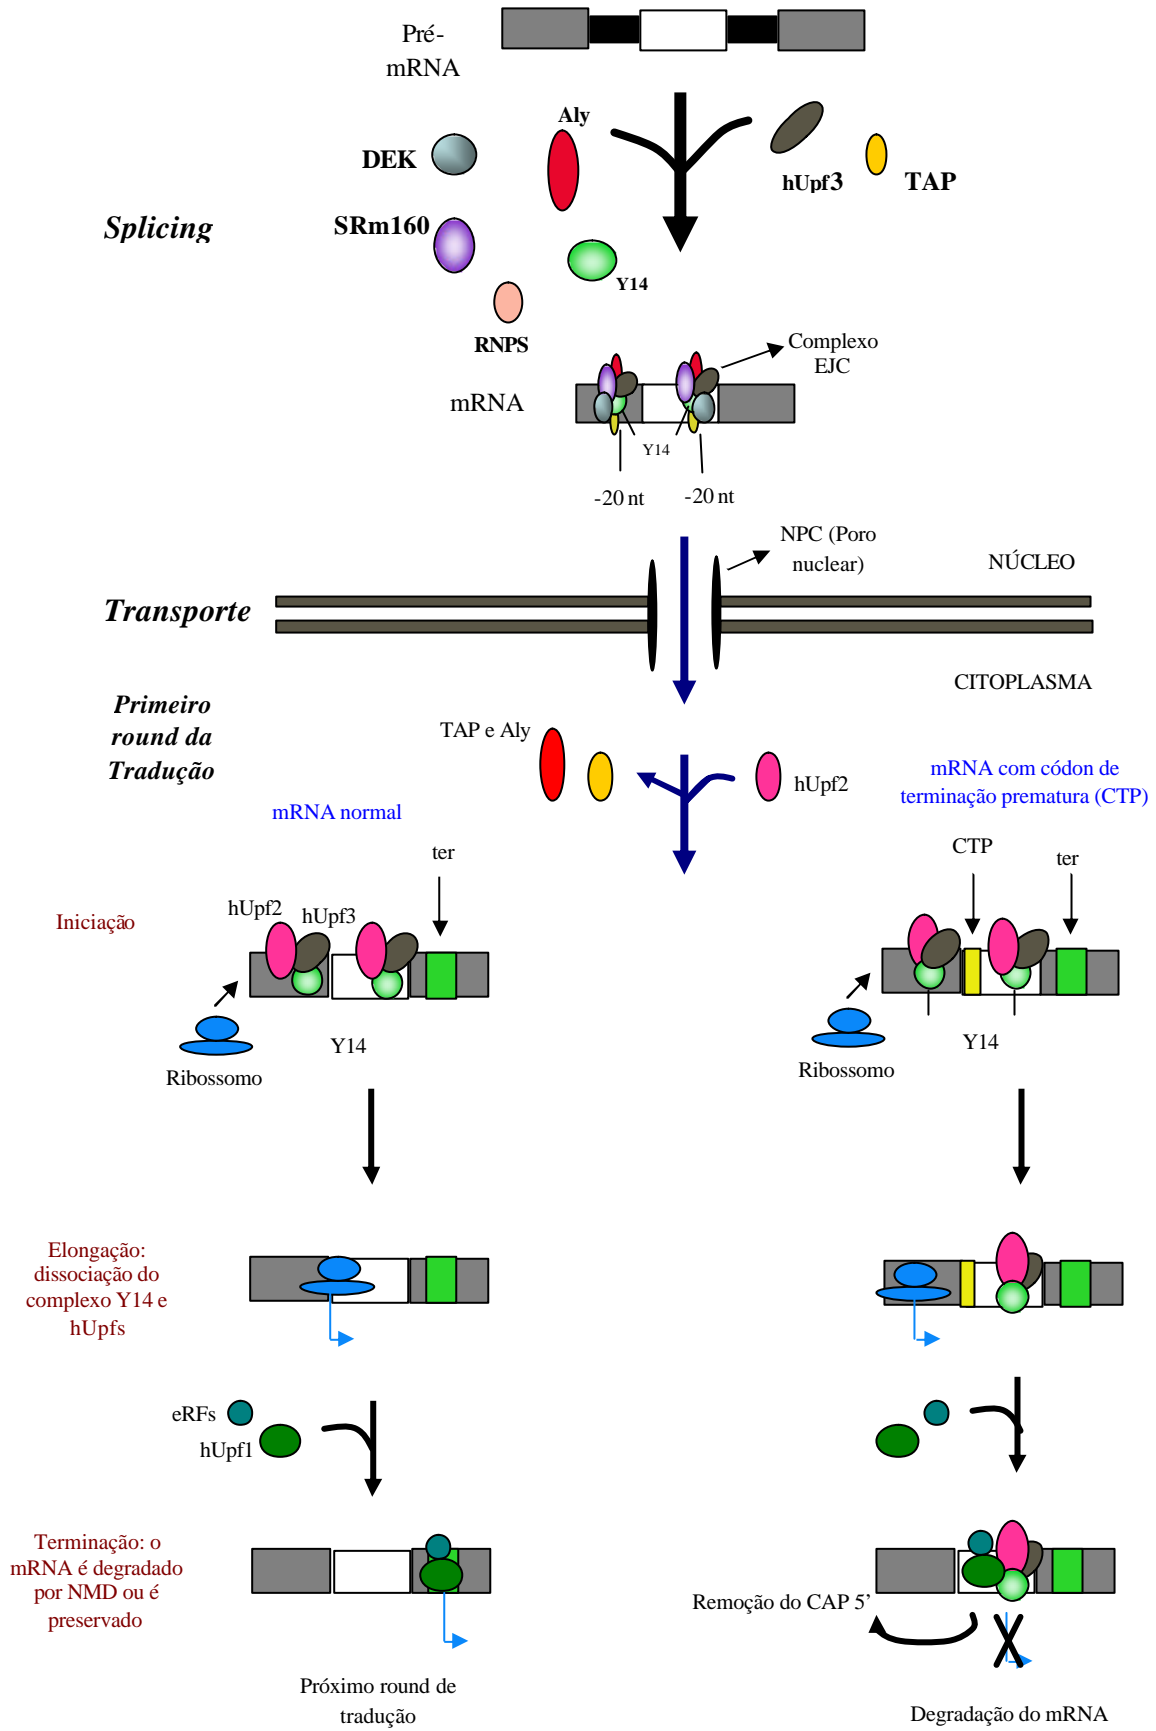 Pré-
mRNA
Aly
DEK
hUpf3
TAP
Splicing
SRm160
Y14
RNPS
Complexo
EJC
mRNA
Y14
-20 nt
-20 nt
NPC (Poro
nuclear)
NÚCLEO
Transporte
CITOPLASMA
Primeiro
round da
Tradução
TAP e Aly
hUpf2
mRNA com códon de
terminação prematura (CTP)
mRNA normal
ter
CTP
ter
Iniciação
hUpf2
hUpf3
Y14
Ribossomo
Y14
Ribossomo
Elongação:
dissociação do
complexo Y14 e
hUpfs
eRFs
hUpf1
Terminação: o
mRNA é degradado
por NMD ou é
preservado
Remoção do CAP 5’
Próximo round de
tradução
Degradação do mRNA